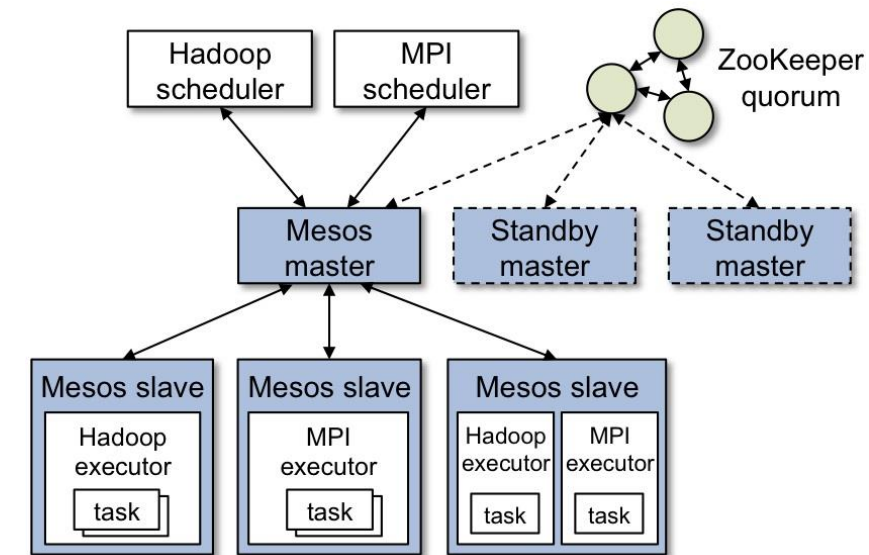 Hadoop
scheduler
MPI
scheduler
ZooKeeper
quorum
Mesos
master
Standby
master
Standby
master
Mesos slave
Hadoop
executor
task
Mesos slave
MPI
executor
task
Mesos slave
Hadoop
executor
task
MPI
executor
task